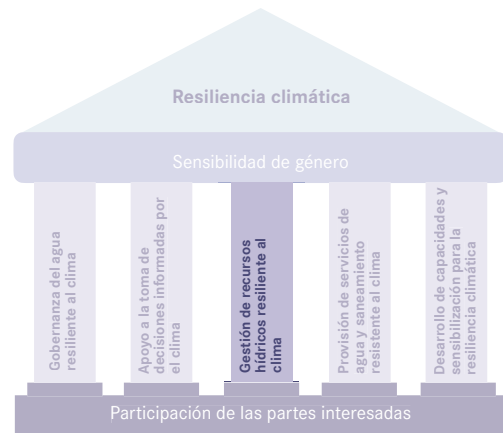 Resiliencia climática
Sensibilidad de género
Gobernanza del agua
resiliente al clima
Apoyo a la toma de
decisiones informadas por
el clima
Gestión de recursos
hídricos resiliente al
clima
Provisión de servicios de
agua y saneamiento
resistente al clima
Desarrollo de capacidades y
sensibilización para la
resiliencia climática
Participación de las partes interesadas